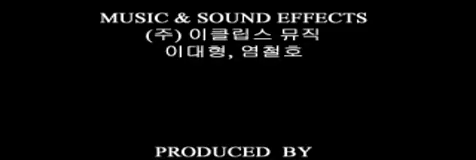 MUSIC & SOUND EFFECTS
(주) 이클립스 뮤직
이대형, 염철호
PRODUCED BY